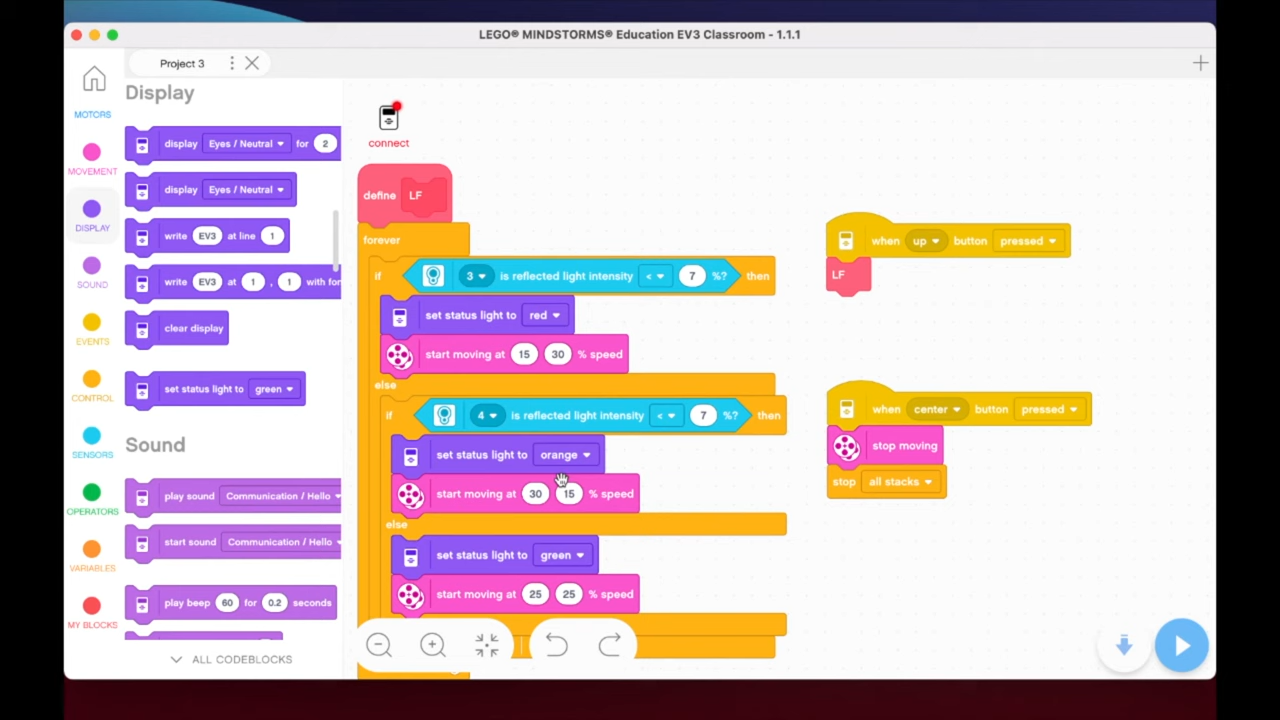 LEGO® MINDSTORMS® Education EV3 Classroom - 1.1.1
Project 3
MOTORS
MOVEMENT
DISPLAY
SOUND
EVENTS
CONTROL
SENSORS
OPERATORS
VARIABLES
MY BLOCKS
Display
display Eyes / Neutral for 2
display Eyes / Neutral
write EV3 at line 1
write EV3 at 1 , 1 with for
clear display
set status light to green
Sound
play sound Communication / Hello
start sound Communication / Hello
play beep 60 for 0.2 seconds
ALL CODEBLOCKS
connect
define LF
forever
if 3 is reflected light intensity < 7 %? then
set status light to red
start moving at 15 30 % speed
else
if 4 is reflected light intensity < 7 %? then
set status light to orange
start moving at 30 15 % speed
else
set status light to green
start moving at 25 25 % speed
when up button pressed
LF
when center button pressed
stop moving
stop all stacks